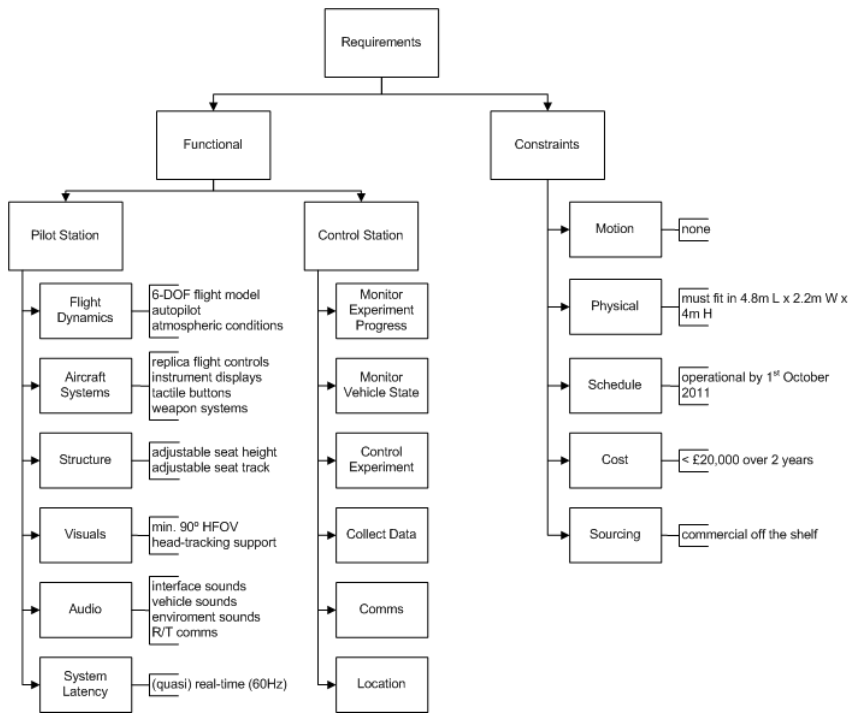 Requirements
Functional
Constraints
Pilot Station
Control Station
Flight
Dynamics
6-DOF flight model
autopilot
atmospheric conditions
Aircraft
Systems
replica flight controls
instrument displays
tactile buttons
weapon systems
Structure
adjustable seat height
adjustable seat track
Visuals
min. 90º HFOV
head-tracking support
Audio
interface sounds
vehicle sounds
enviroment sounds
R/T comms
System
Latency
(quasi) real-time (60Hz)
Monitor
Experiment
Progress
Monitor
Vehicle State
Control
Experiment
Collect Data
Comms
Location
Motion
none
Physical
must fit in 4.8m L x 2.2m W x
4m H
Schedule
operational by 1st October
2011
Cost
< £20,000 over 2 years
Sourcing
commercial off the shelf